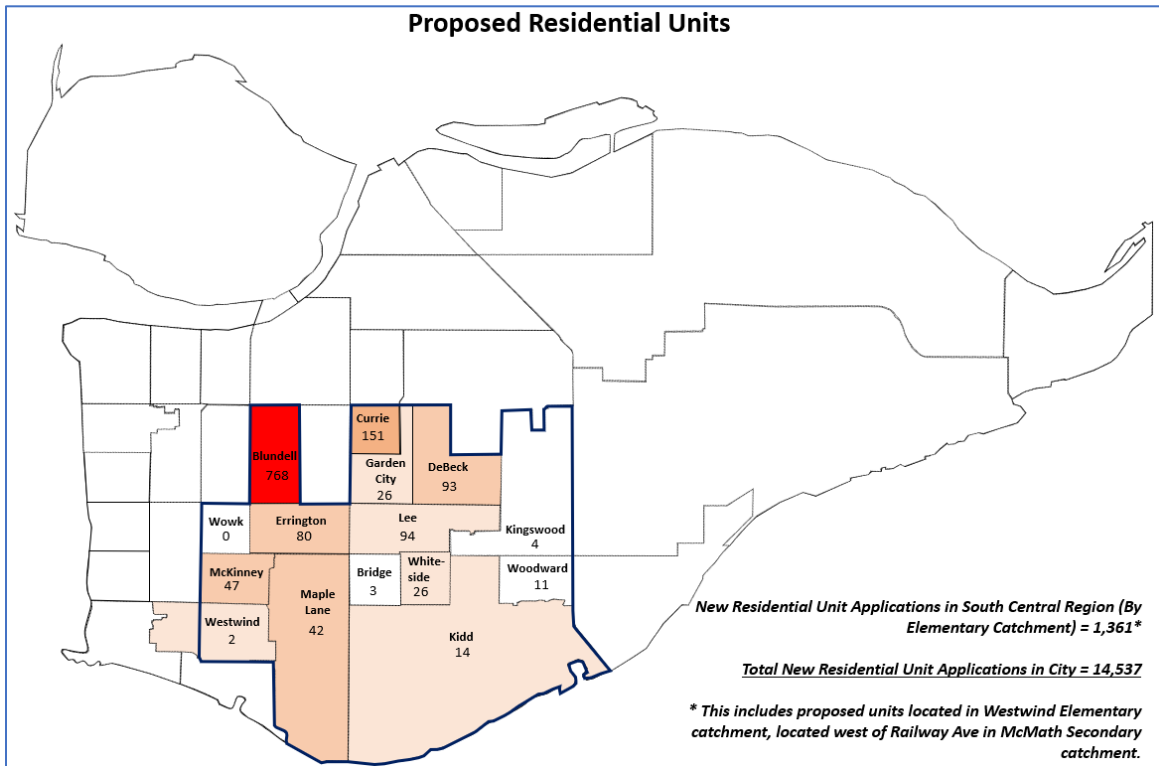 Proposed Residential Units
Currie
151
Blundell
768
Garden
City
26
DeBeck
93
Wowk
0
Errington
80
Lee
94
Kingswood
4
McKinney
47
Maple
Lane
42
Bridge
3
White-
side
26
Woodward
11
Westwind
2
Kidd
14
New Residential Unit Applications in South Central Region (By
Elementary Catchment) = 1,361*
Total New Residential Unit Applications in City = 14,537
* This includes proposed units located in Westwind Elementary
catchment, located west of Railway Ave in McMath Secondary
catchment.